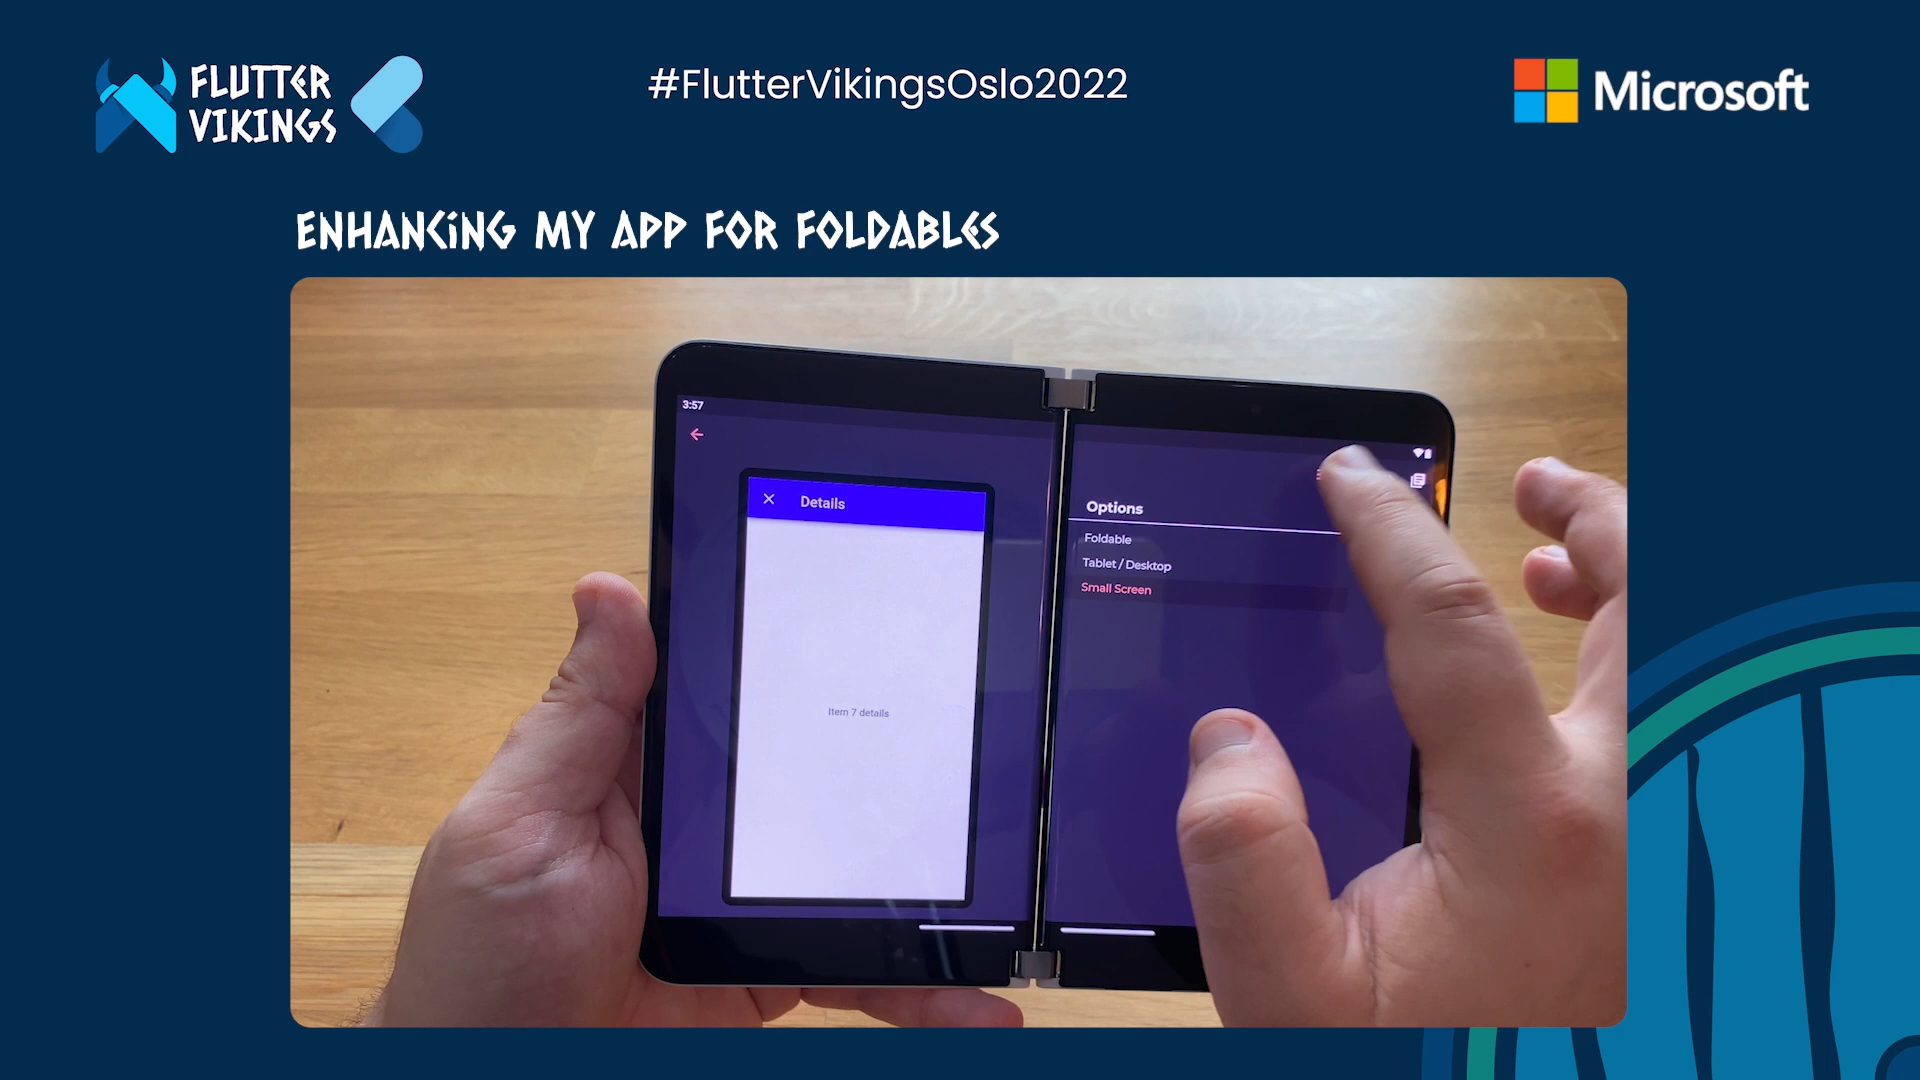 FLUTTER
VIKINGS
#FlutterVikingsOslo2022
Microsoft
ENHANCING MY APP FOR FOLDABLES
3:57
Details
Item 7 details
Options
Foldable
Tablet / Desktop
Small Screen